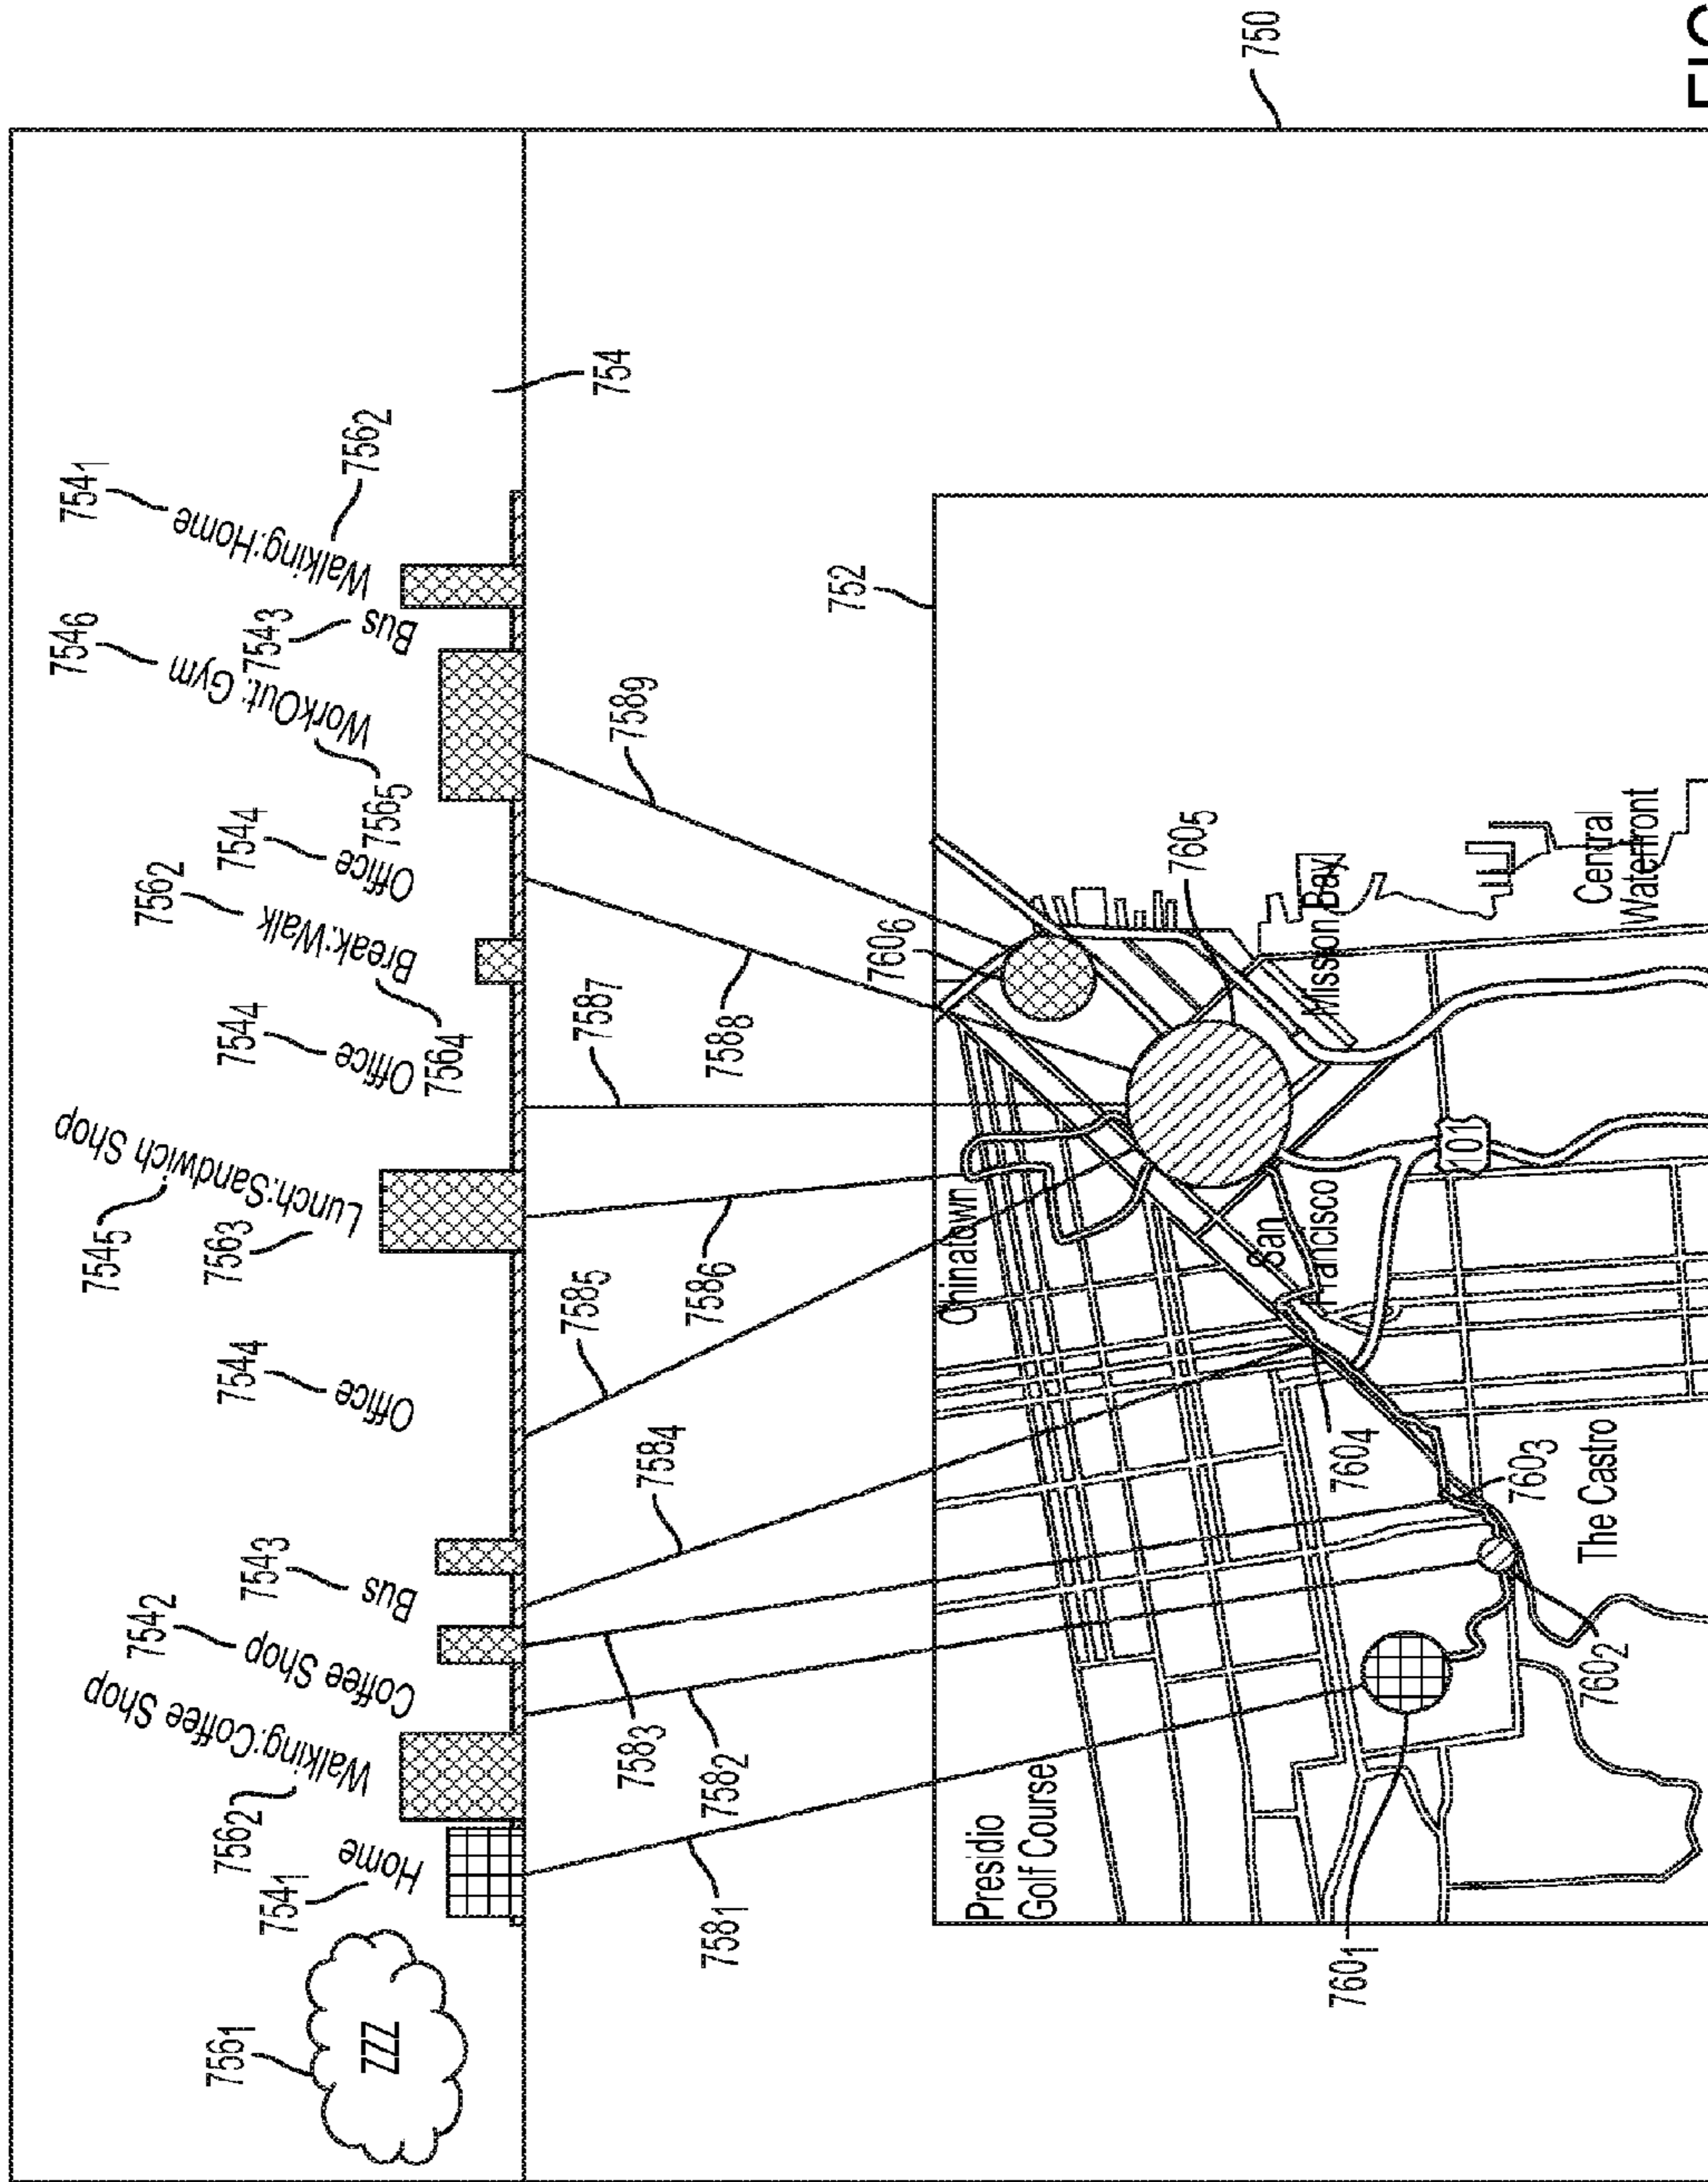 756₁
ZZZ
754₁
Home
756₂
Walking:Coffee Shop
754₂
Coffee Shop
754₃
Bus
754₄
Office
754₅
756₃
Lunch:Sandwich Shop
754₄
Office
756₂
Break:Walk
756₄
754₄
Office
756₅
754₆
WorkOut: Gym
754₃
Bus
754₁
Walking:Home
756₂
754
750
758₁
758₂
758₃
758₄
758₅
758₆
758₇
758₈
758₉
752
Presidio
Golf Course
Chinatown
760₆
760₅
San
Francisco
101
Mission Bay
Central
Waterfront
760₁
760₂
760₃
760₄
The Castro